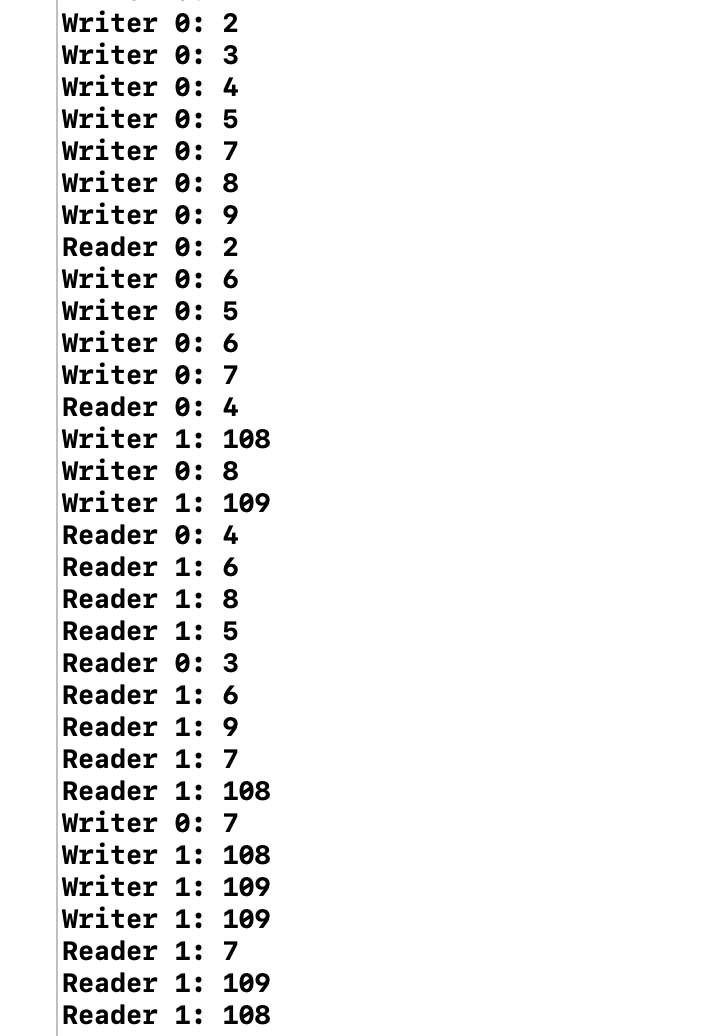 Writer 0: 2
Writer 0: 3
Writer 0: 4
Writer 0: 5
Writer 0: 7
Writer 0: 8
Writer 0: 9
Reader 0: 2
Writer 0: 6
Writer 0: 5
Writer 0: 6
Writer 0: 7
Reader 0: 4
Writer 1: 108
Writer 0: 8
Writer 1: 109
Reader 0: 4
Reader 1: 6
Reader 1: 8
Reader 1: 5
Reader 0: 3
Reader 1: 6
Reader 1: 9
Reader 1: 7
Reader 1: 108
Writer 0: 7
Writer 1: 108
Writer 1: 109
Writer 1: 109
Reader 1: 7
Reader 1: 109
Reader 1: 108